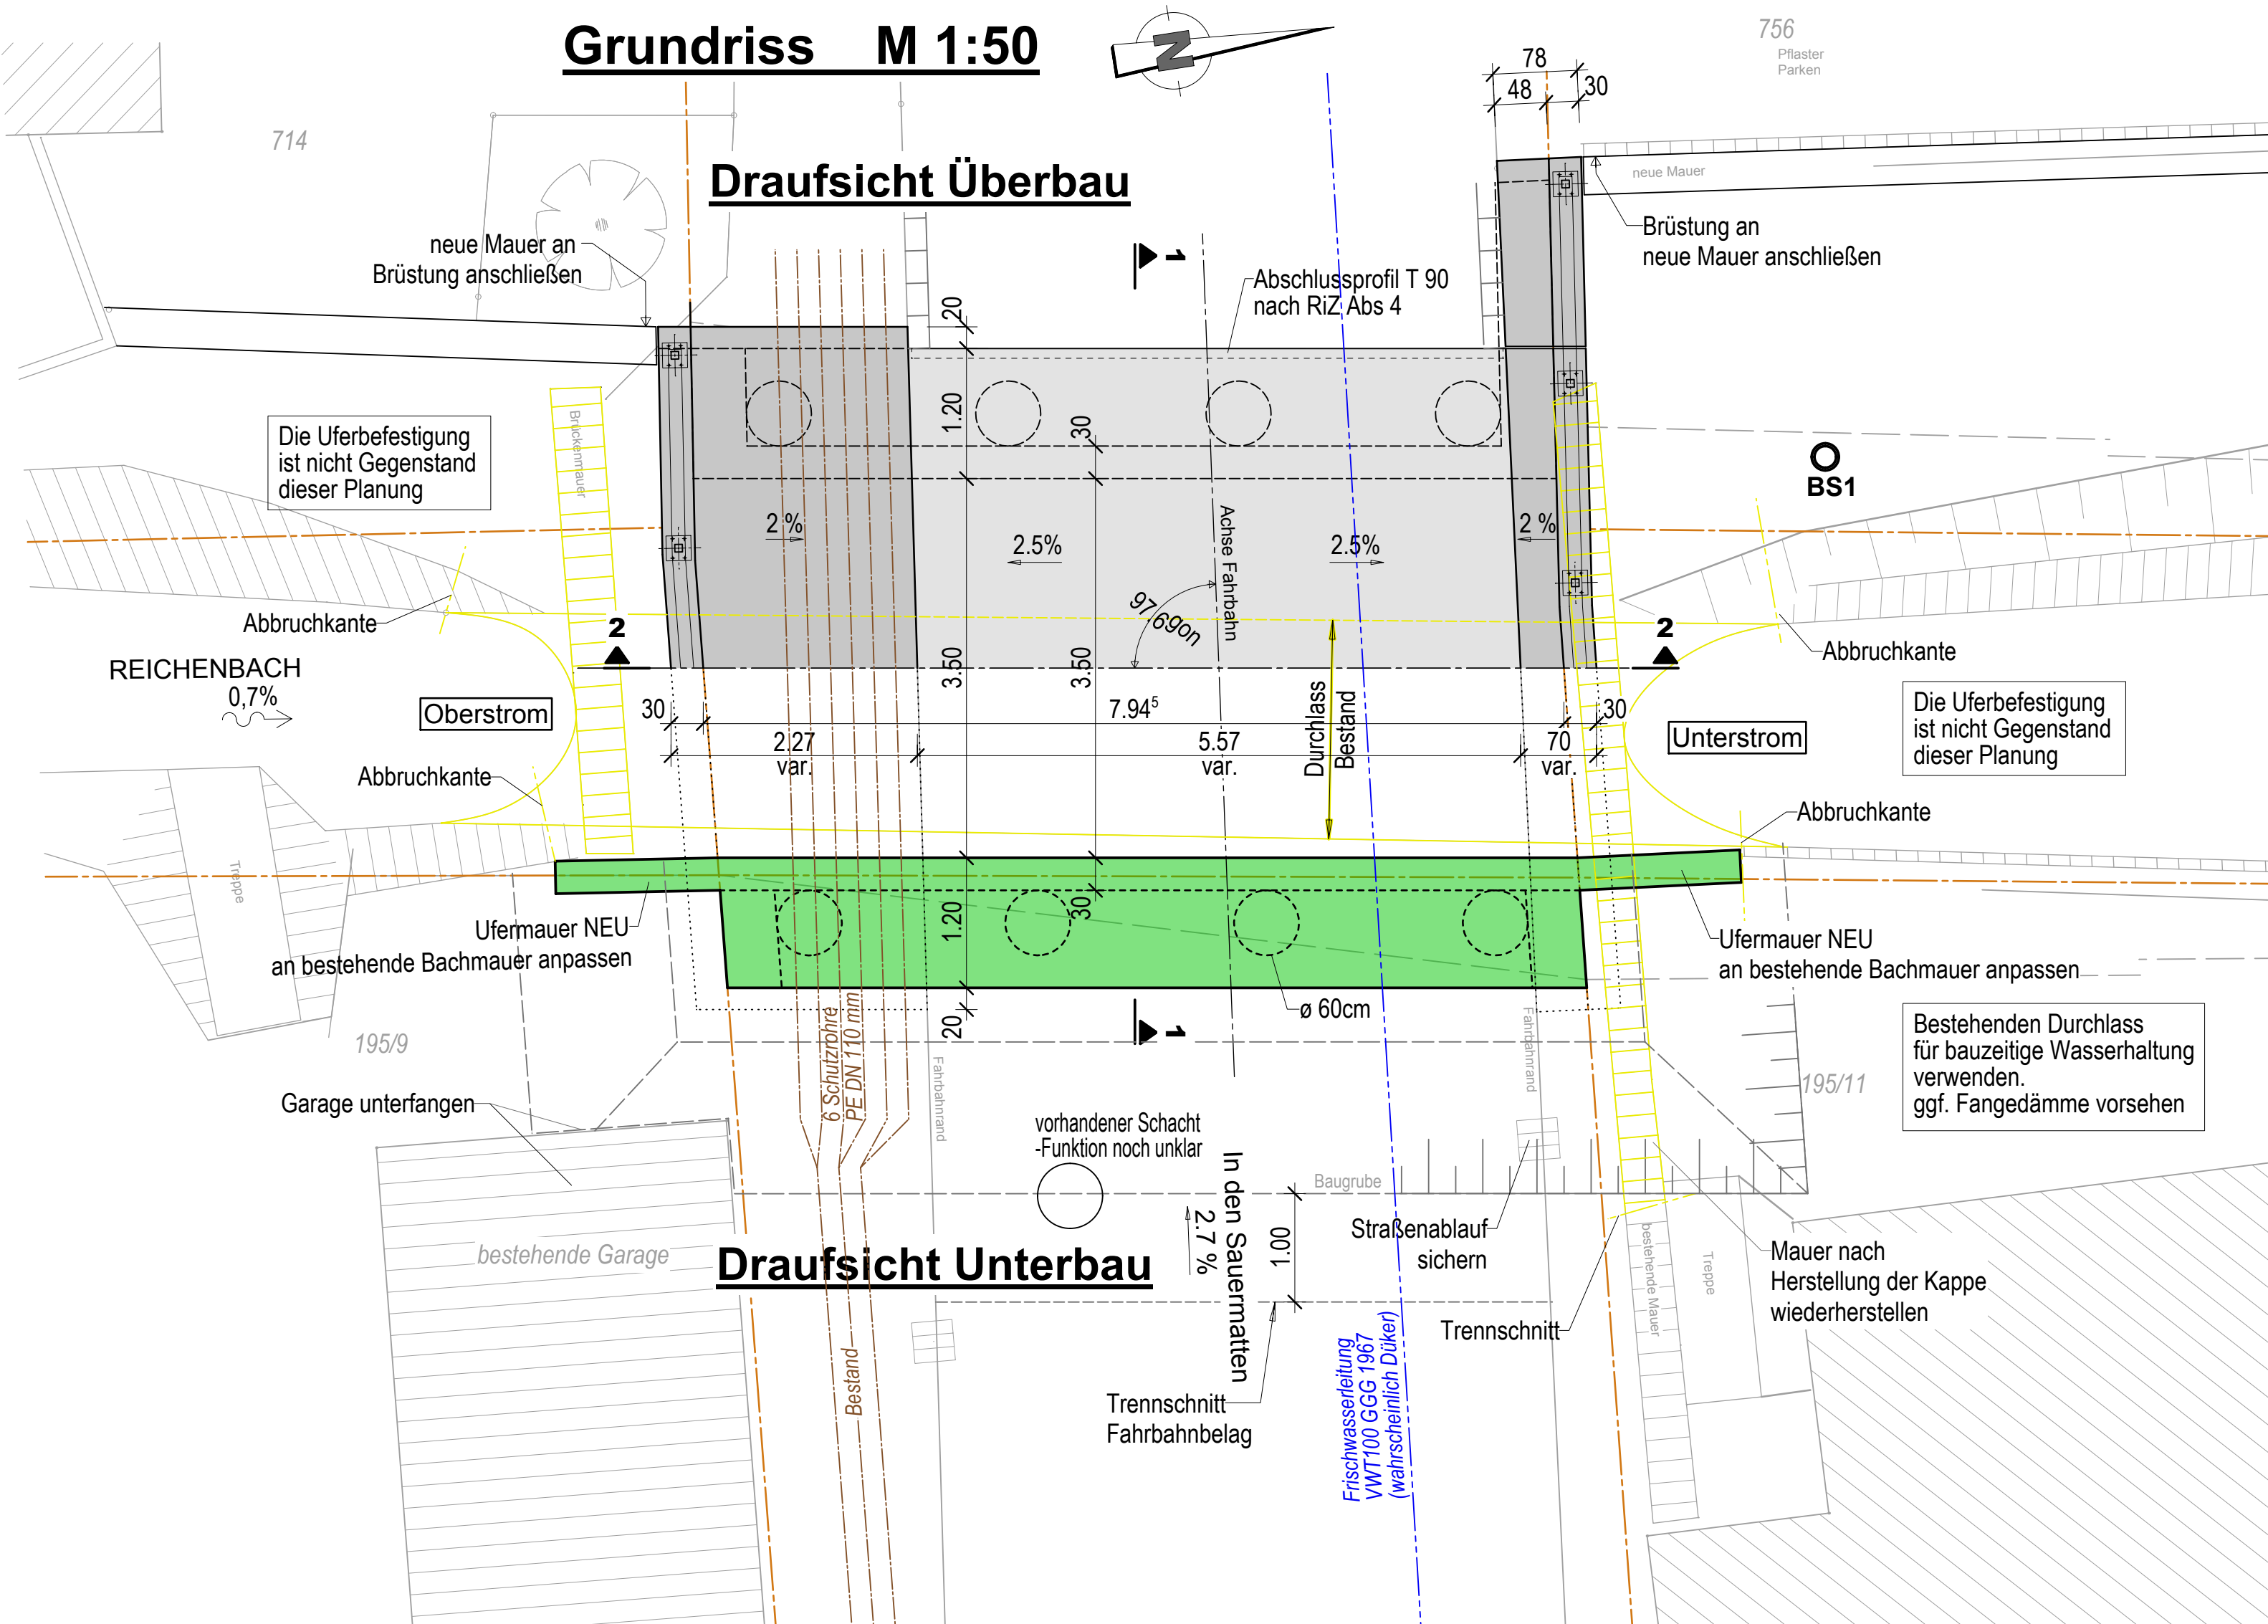 Grundriss M 1:50
N
756
Pflaster
Parken
78
48
30
714
Draufsicht Überbau
neue Mauer
neue Mauer an
Brüstung anschließen
1
Abschlussprofil T 90
nach RiZ Abs 4
Brüstung an
neue Mauer anschließen
20
1.20
30
Die Uferbefestigung
ist nicht Gegenstand
dieser Planung
Brückenmauer
BS1
2 %
2.5%
Achse Fahrbahn
2.5%
2 %
97.69gon
Abbruchkante
2
2
Abbruchkante
REICHENBACH
0,7%
Oberstrom
3.50
3.50
Durchlass
Bestand
30
7.94⁵
30
Unterstrom
Die Uferbefestigung
ist nicht Gegenstand
dieser Planung
2.27
var.
5.57
var.
70
var.
Abbruchkante
Abbruchkante
Treppe
1.20
30
Ufermauer NEU
an bestehende Bachmauer anpassen
Ufermauer NEU
an bestehende Bachmauer anpassen
ø 60cm
20
1
6 Schutzrohre
PE DN 110 mm
Fahrbahnrand
Fahrbahnrand
195/9
Bestehenden Durchlass
für bauzeitige Wasserhaltung
verwenden.
ggf. Fangedämme vorsehen
195/11
Garage unterfangen
vorhandener Schacht
-Funktion noch unklar
In den Sauermatten
2.7 %
Baugrube
1.00
Straßenablauf
sichern
bestehende Garage
Draufsicht Unterbau
bestehende Mauer
Treppe
Mauer nach
Herstellung der Kappe
wiederherstellen
Trennschnitt
Bestand
Trennschnitt
Fahrbahnbelag
Frischwasserleitung
VWT100 GGG 1967
(wahrscheinlich Düker)